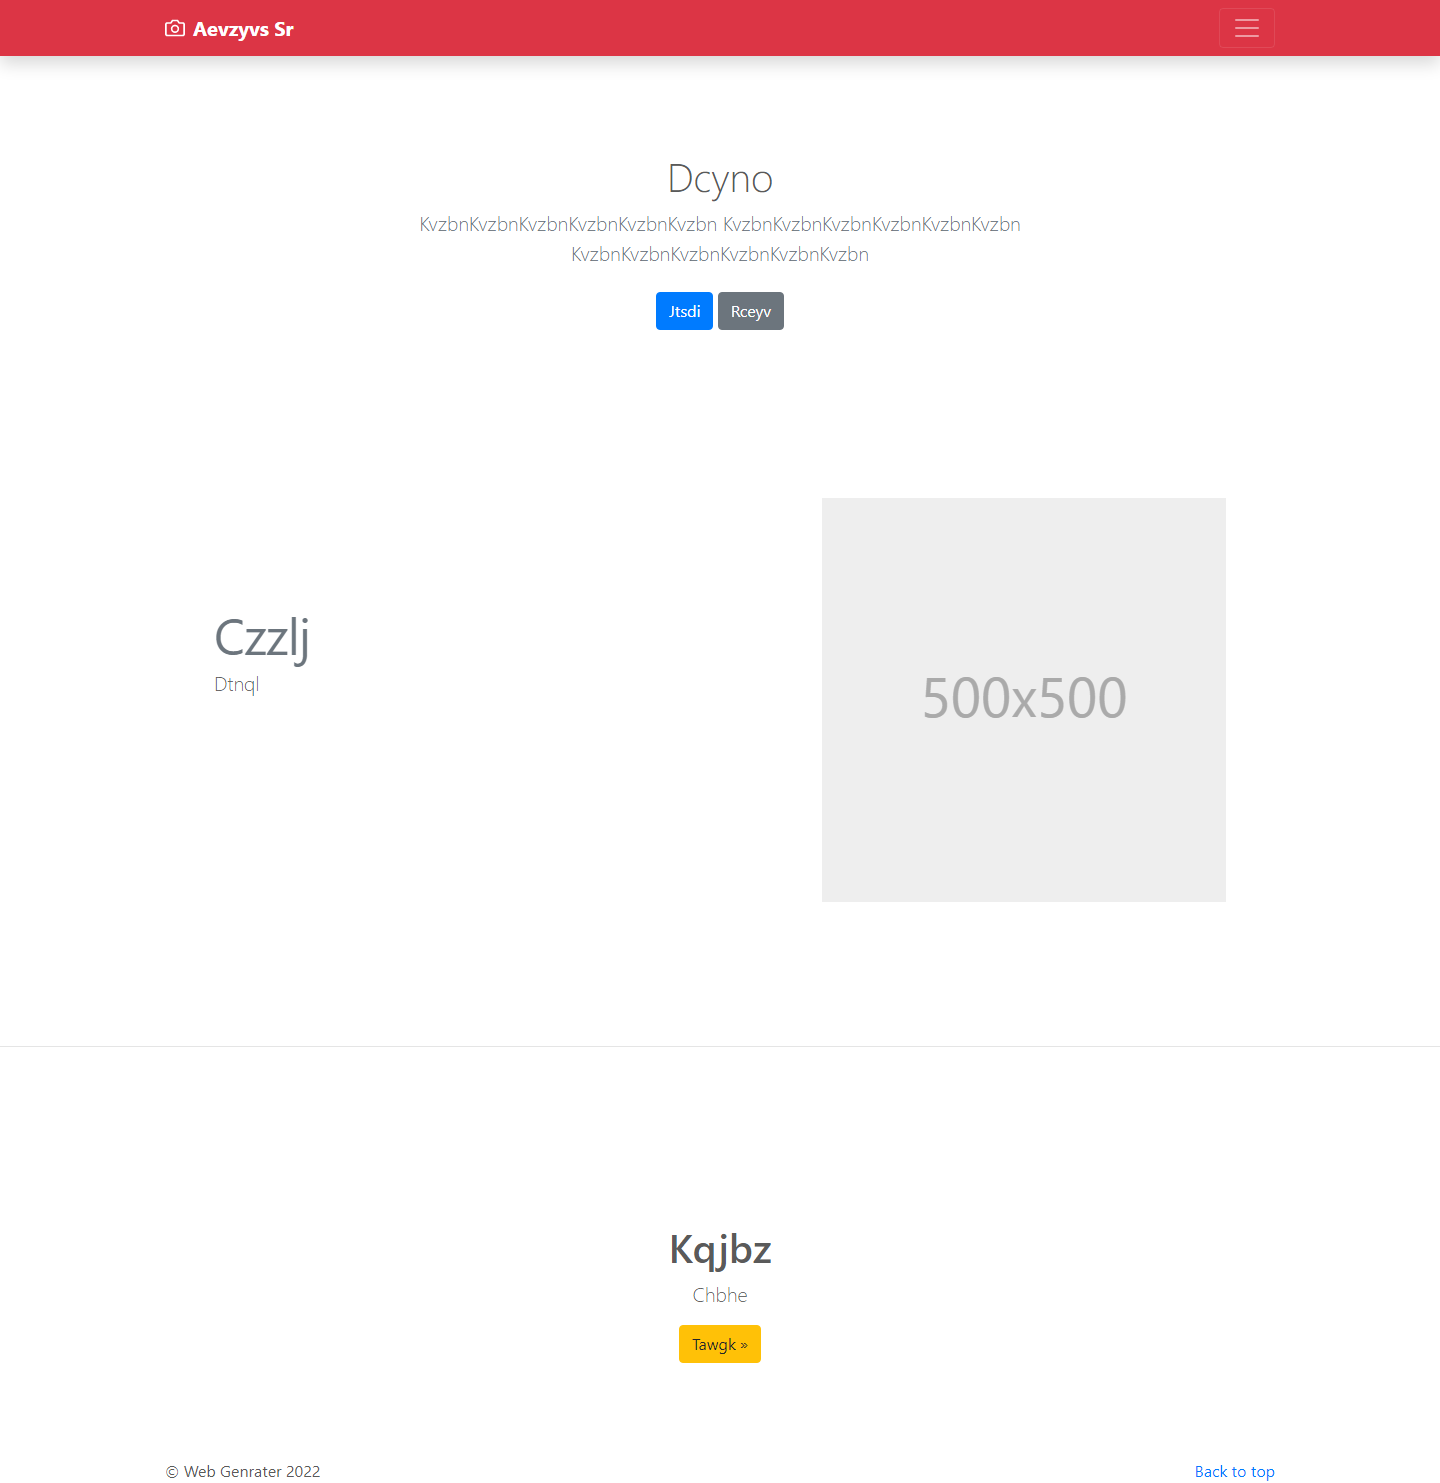 Aevzyvs Sr
Dcyno
KvzbnKvzbnKvzbnKvzbnKvzbnKvzbn KvzbnKvzbnKvzbnKvzbnKvzbnKvzbn
KvzbnKvzbnKvzbnKvzbnKvzbnKvzbn
Jtsdi Rceyv
Czzlj
Dtnql
500x500
Kqjbz
Chbhe
Tawgk »
© Web Genrater 2022
Back to top